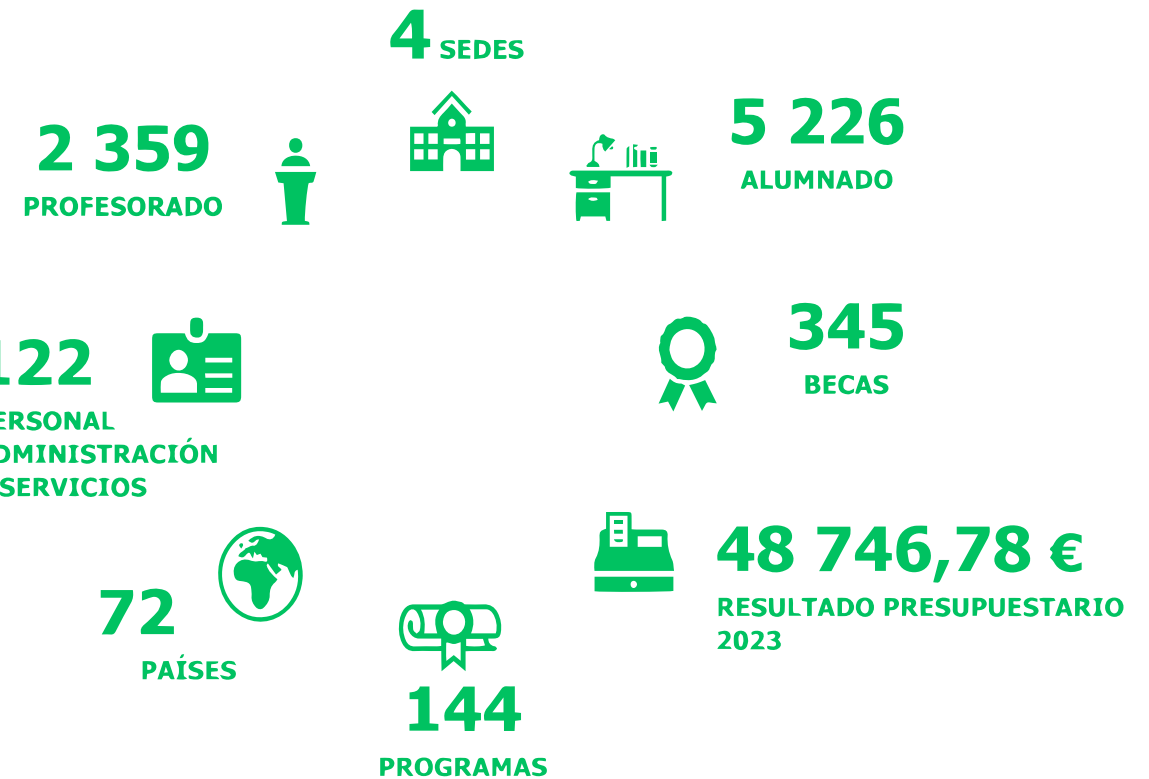 4 SEDES
2 359
PROFESORADO
5 226
ALUMNADO
122
ERSONAL
DMINISTRACIÓN
SERVICIOS
345
BECAS
72
PAÍSES
48 746,78 €
RESULTADO PRESUPUESTARIO
2023
144
PROGRAMAS